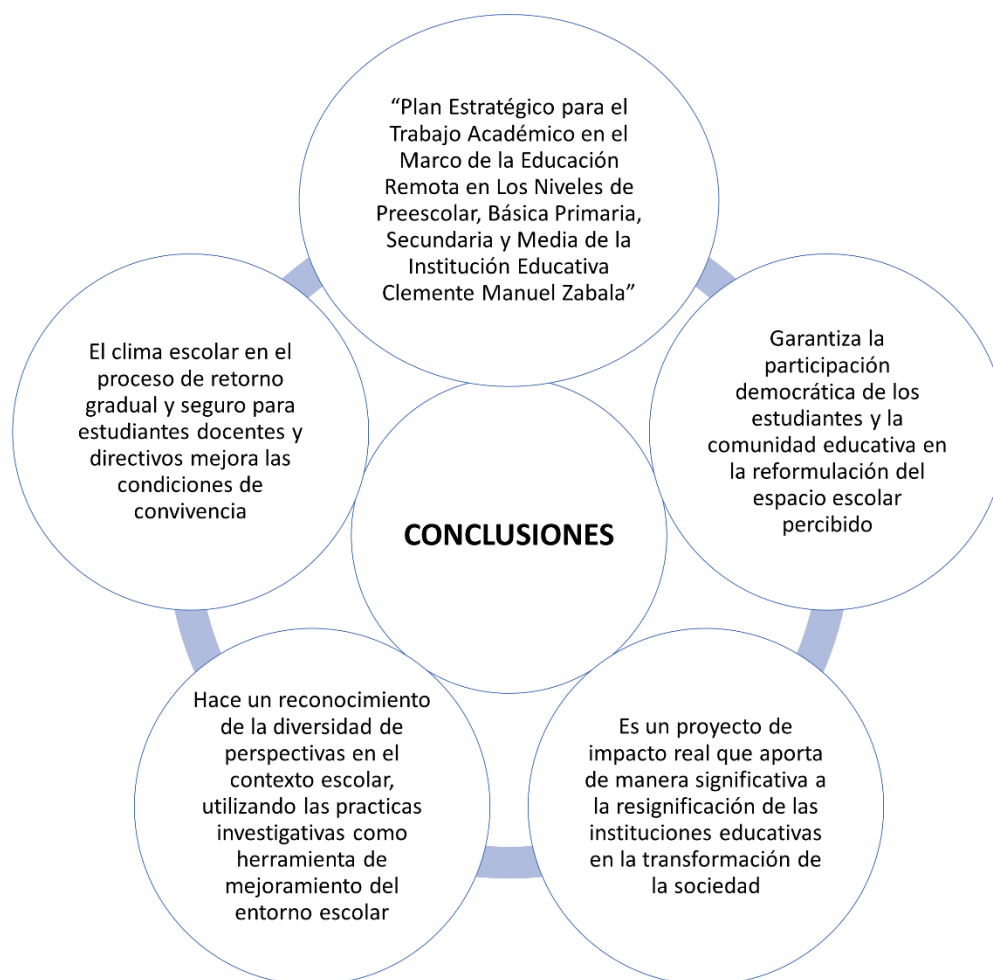 “Plan Estratégico para el
Trabajo Académico en el
Marco de la Educación
Remota en Los Niveles de
Preescolar, Básica Primaria,
Secundaria y Media de la
Institución Educativa
Clemente Manuel Zabala”
Garantiza la
participación
democrática de los
estudiantes y la
comunidad educativa en
la reformulación del
espacio escolar
percibido
Es un proyecto de
impacto real que aporta
de manera significativa a
la resignificación de las
instituciones educativas
en la transformación de
la sociedad
Hace un reconocimiento
de la diversidad de
perspectivas en el
contexto escolar,
utilizando las practicas
investigativas como
herramienta de
mejoramiento del
entorno escolar
El clima escolar en el
proceso de retorno
gradual y seguro para
estudiantes docentes y
directivos mejora las
condiciones de
convivencia
CONCLUSIONES